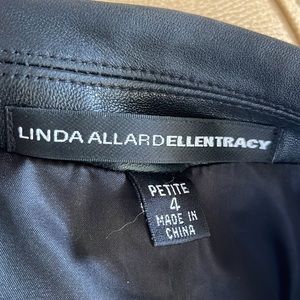 LINDA ALLARDELLENTRACY
PETITE
4
MADE IN
CHINA